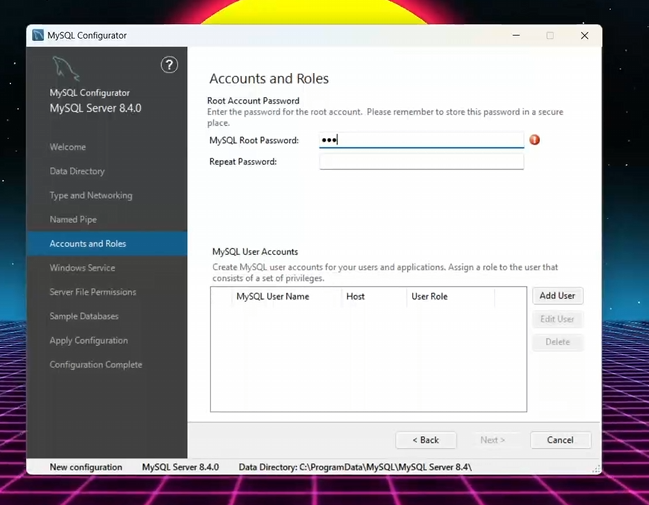 MySQL Configurator
MySQL Configurator
MySQL Server 8.4.0
Welcome
Data Directory
Type and Networking
Named Pipe
Accounts and Roles
Windows Service
Server File Permissions
Sample Databases
Apply Configuration
Configuration Complete
?
Accounts and Roles
Root Account Password
Enter the password for the root account. Please remember to store this password in a secure
place.
MySQL Root Password: •••
Repeat Password:
MySQL User Accounts
Create MySQL user accounts for your users and applications. Assign a role to the user that
consists of a set of privileges.
MySQL User Name Host User Role
Add User
Edit User
Delete
< Back Next > Cancel
New configuration MySQL Server 8.4.0 Data Directory: C:\ProgramData\MySQL\MySQL Server 8.4\